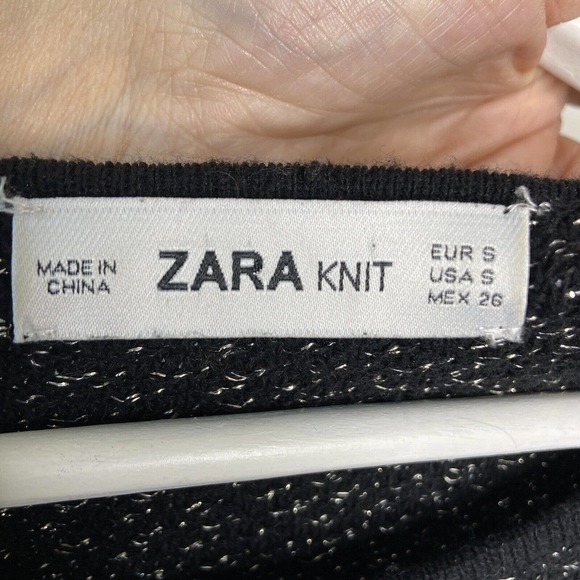 MADE IN
CHINA
ZARA KNIT
EUR S
USA S
MEX 26